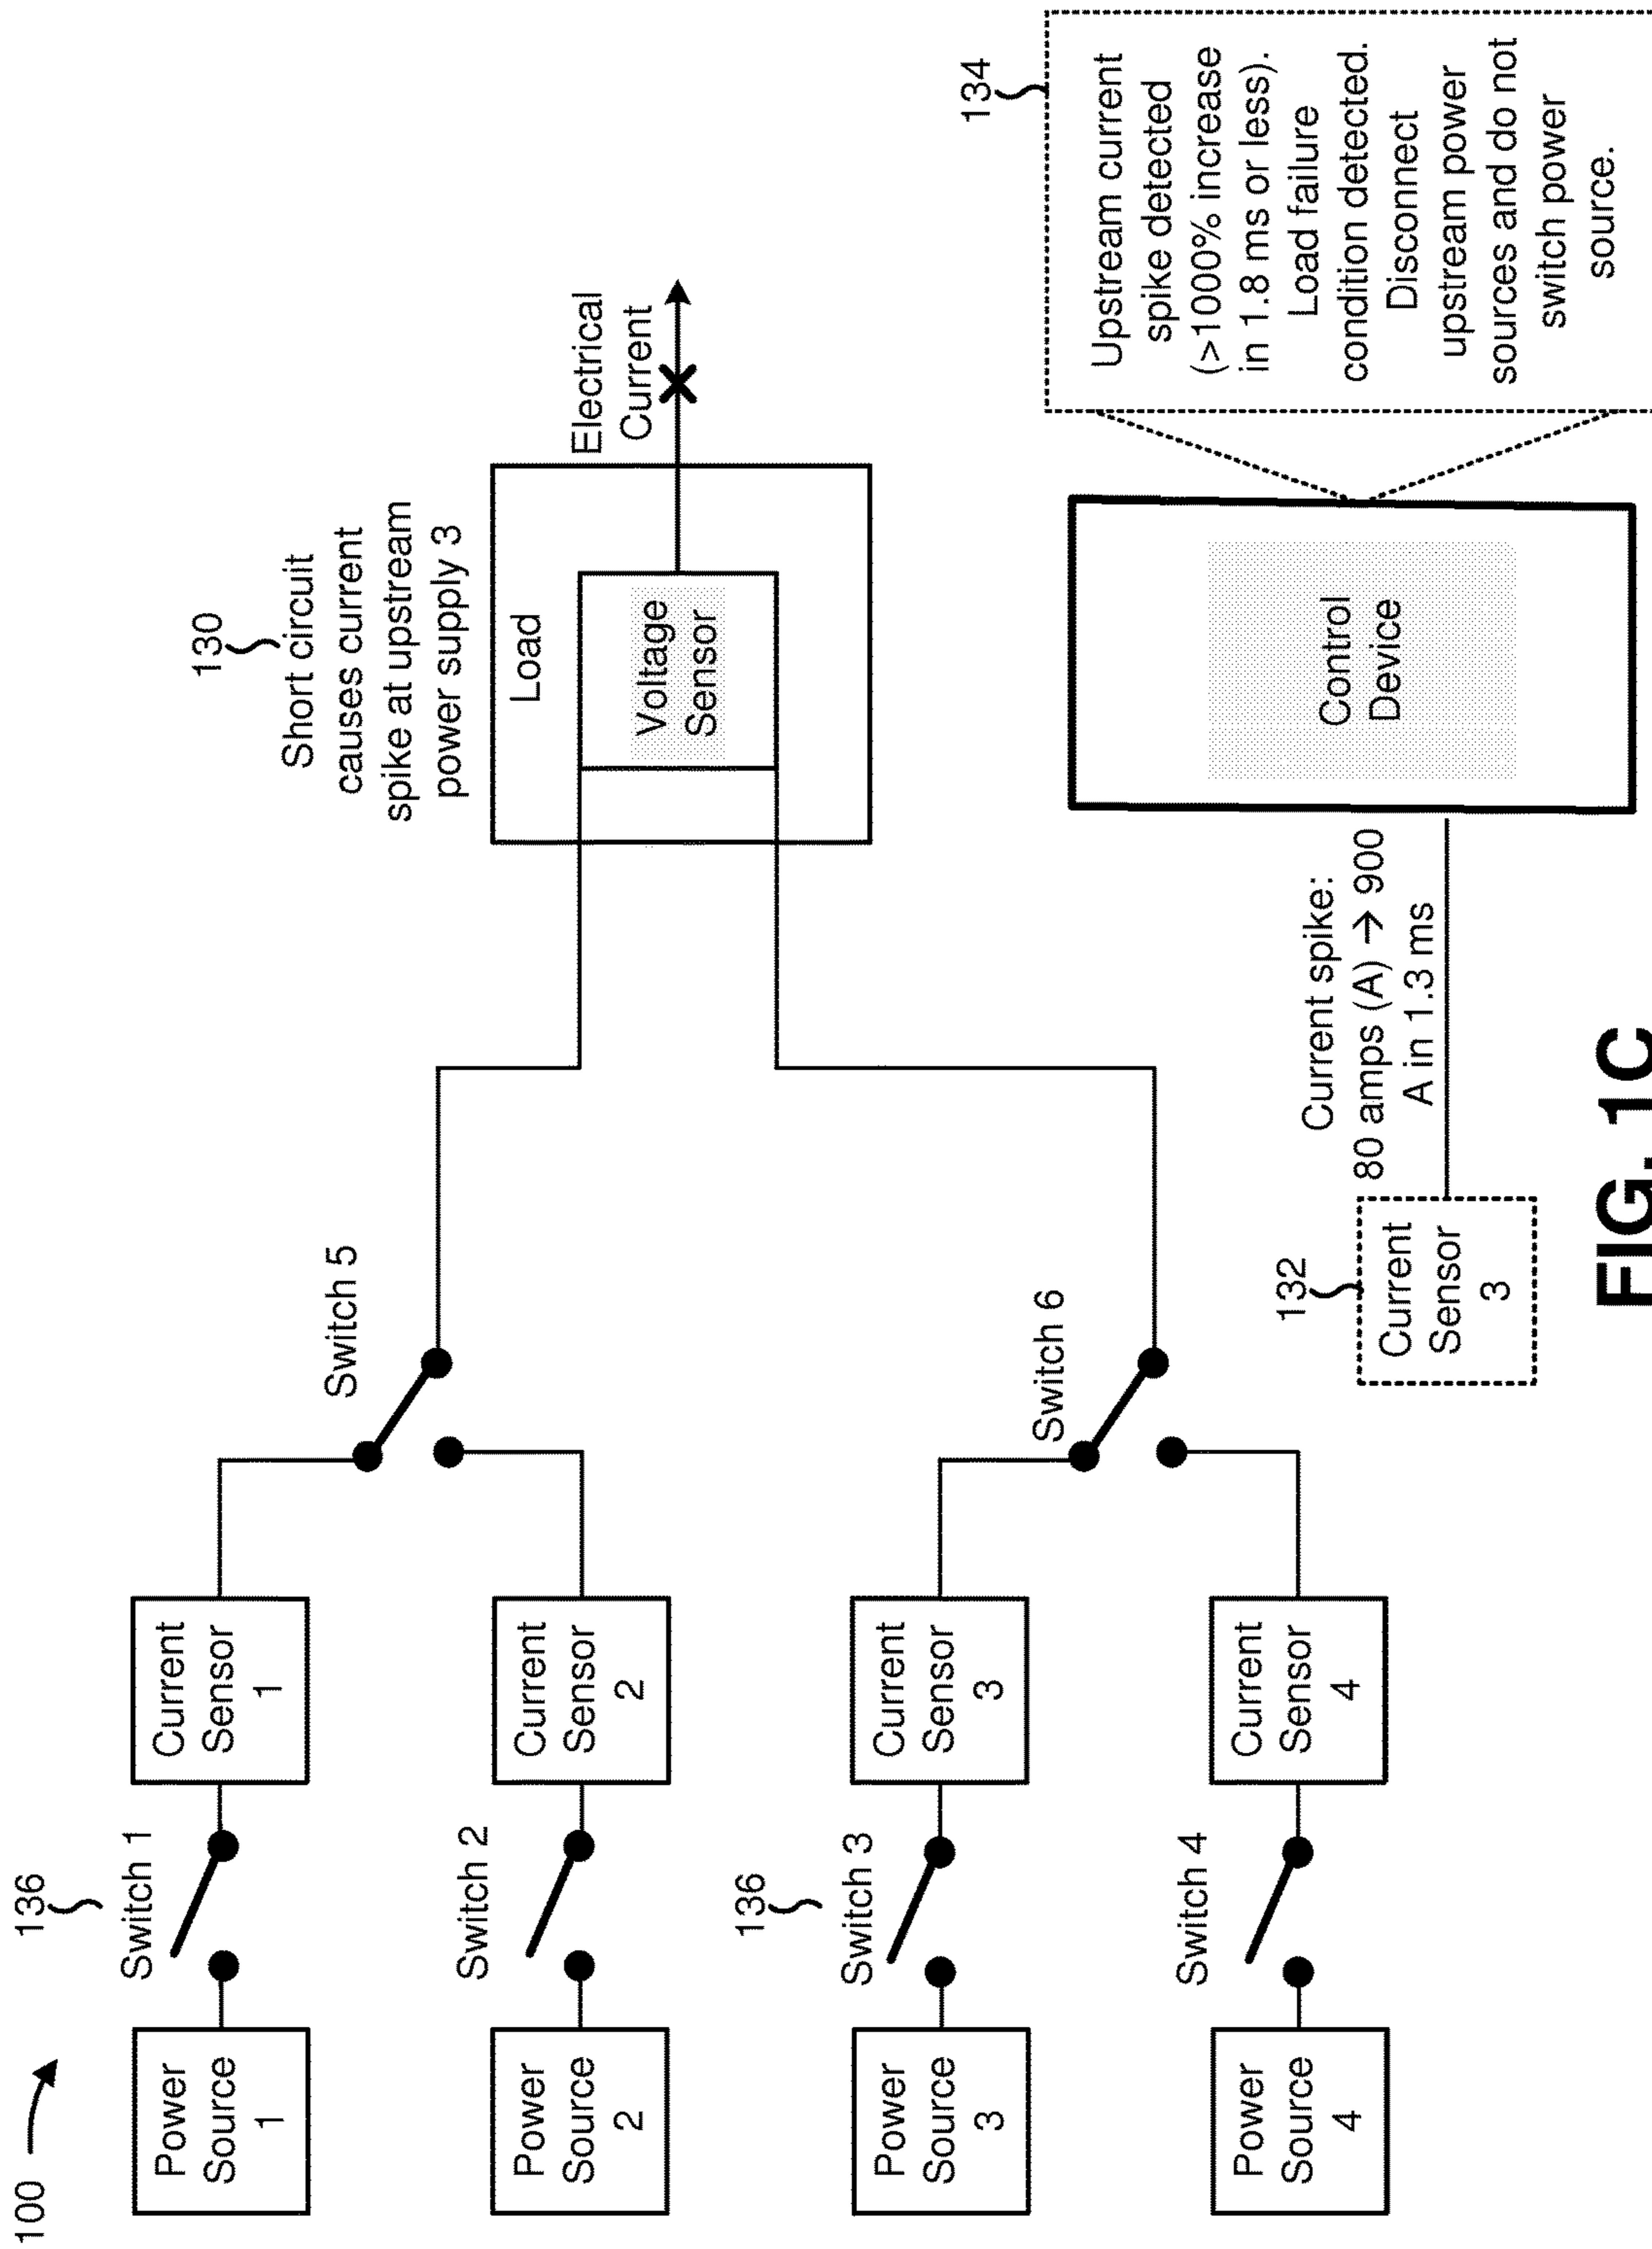 100
136
Switch 1
Power
Source
1
Current
Sensor
1
Switch 5
130
Short circuit
causes current
spike at upstream
power supply 3
Load
Voltage
Sensor
Electrical
Current
Switch 2
Power
Source
2
Current
Sensor
2
136
Switch 3
Power
Source
3
Current
Sensor
3
Switch 6
Switch 4
Power
Source
4
Current
Sensor
4
132
Current
Sensor
3
Current spike:
80 amps (A) → 900
A in 1.3 ms
Control
Device
134
Upstream current
spike detected
(>1000% increase
in 1.8 ms or less).
Load failure
condition detected.
Disconnect
upstream power
sources and do not
switch power
source.
FIG. 1C